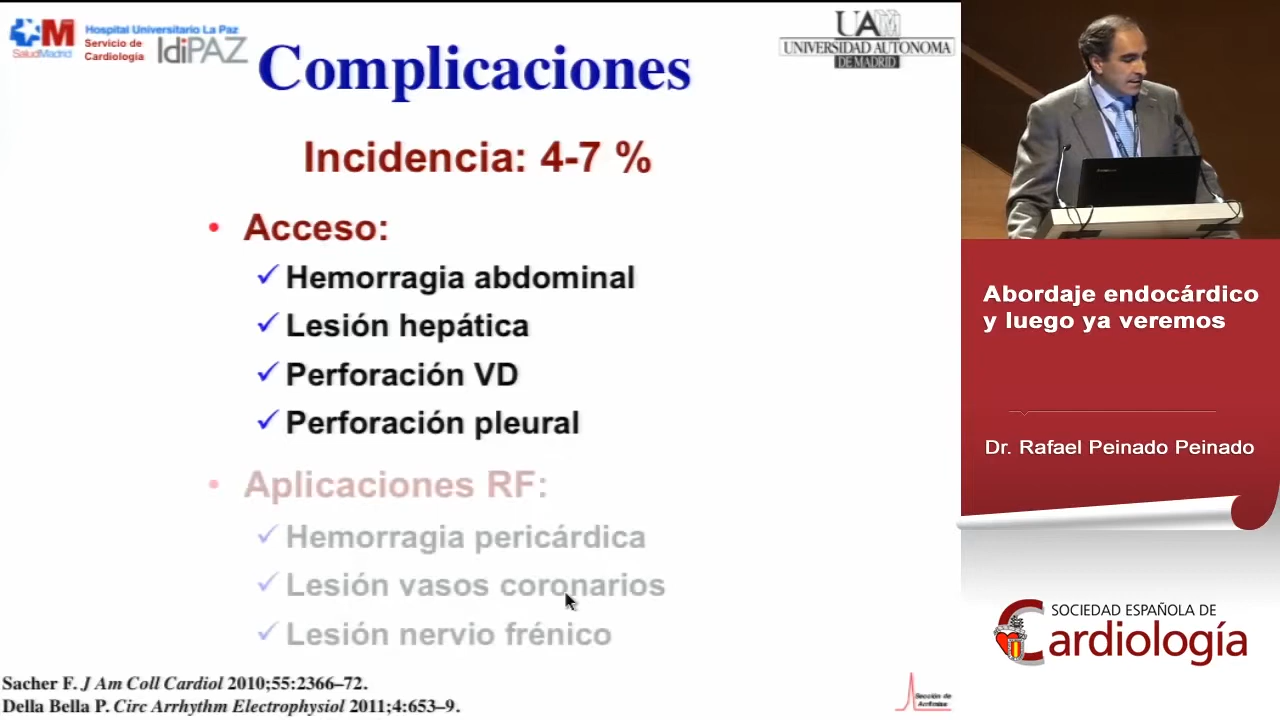 SaludMadrid
Hospital Universitario La Paz
Servicio de
Cardiología
IdiPAZ
Complicaciones
UAM
UNIVERSIDAD AUTONOMA
DE MADRID
Incidencia: 4-7 %
• Acceso:
✓ Hemorragia abdominal
✓ Lesión hepática
✓ Perforación VD
✓ Perforación pleural
• Aplicaciones RF:
✓ Hemorragia pericárdica
✓ Lesión vasos coronarios
✓ Lesión nervio frénico
Sacher F. J Am Coll Cardiol 2010;55:2366–72.
Della Bella P. Circ Arrhythm Electrophysiol 2011;4:653–9.
Sección de
Arritmias
Abordaje endocárdico
y luego ya veremos
Dr. Rafael Peinado Peinado
SOCIEDAD ESPAÑOLA DE
Cardiología